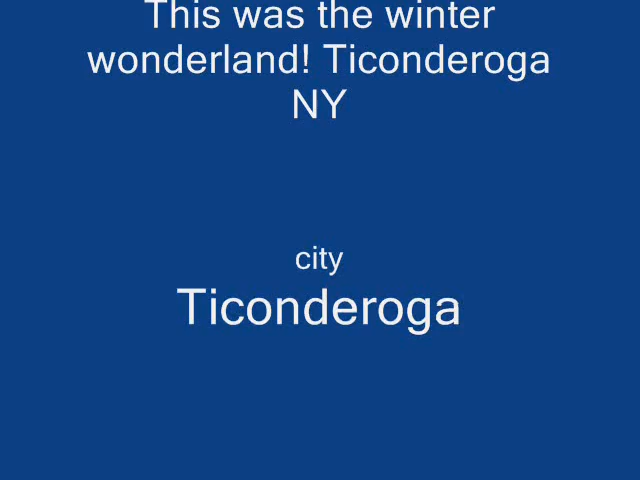 This was the winter
wonderland! Ticonderoga
NY
city
Ticonderoga